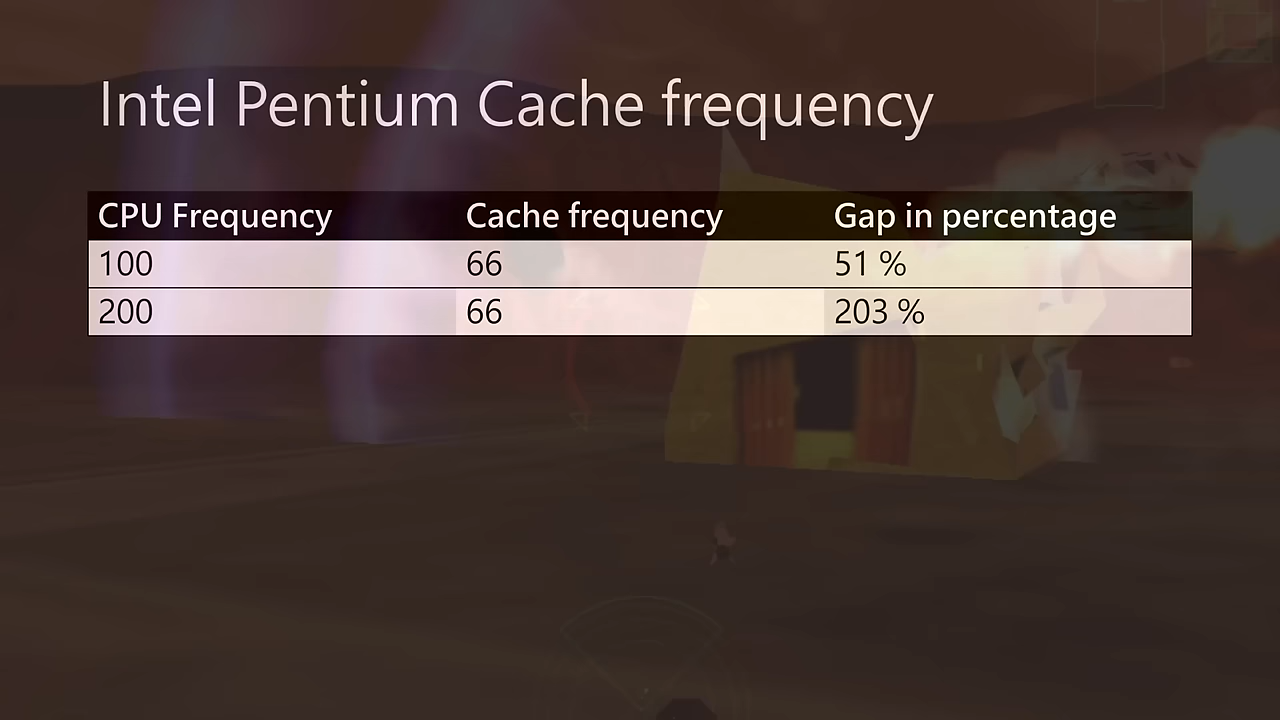 Intel Pentium Cache frequency
CPU Frequency Cache frequency Gap in percentage
100 66 51 %
200 66 203 %